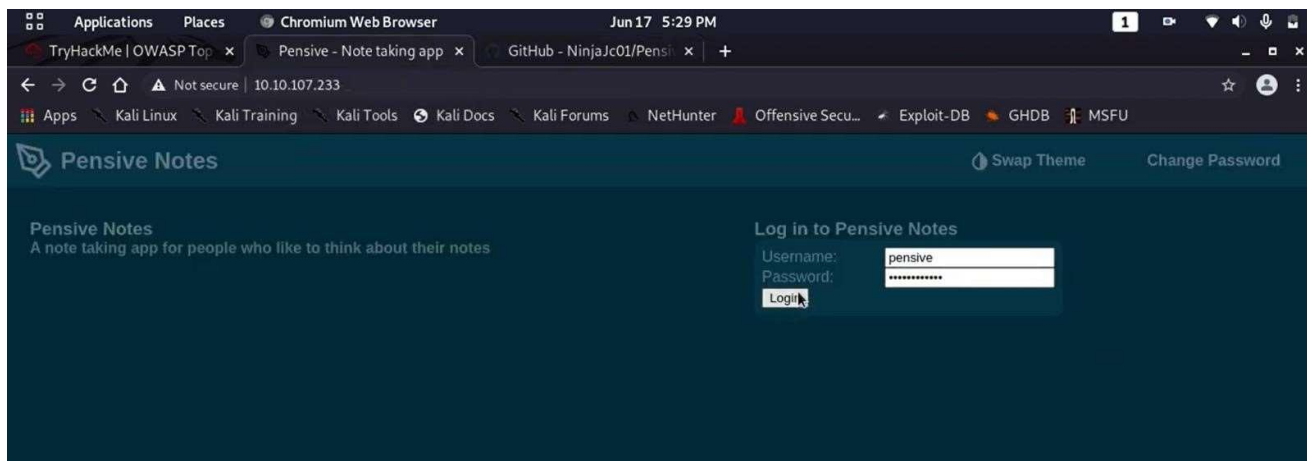 Applications Places Chromium Web Browser Jun 17 5:29 PM 1
TryHackMe | OWASP Top Pensive - Note taking app GitHub - NinjaJc01/Pensi
Not secure 10.10.107.233
Apps Kali Linux Kali Training Kali Tools Kali Docs Kali Forums NetHunter Offensive Secu... Exploit-DB GHDB MSFU
Pensive Notes Swap Theme Change Password
Pensive Notes
A note taking app for people who like to think about their notes
Log in to Pensive Notes
Username: pensive
Password: ••••••••••••
Login